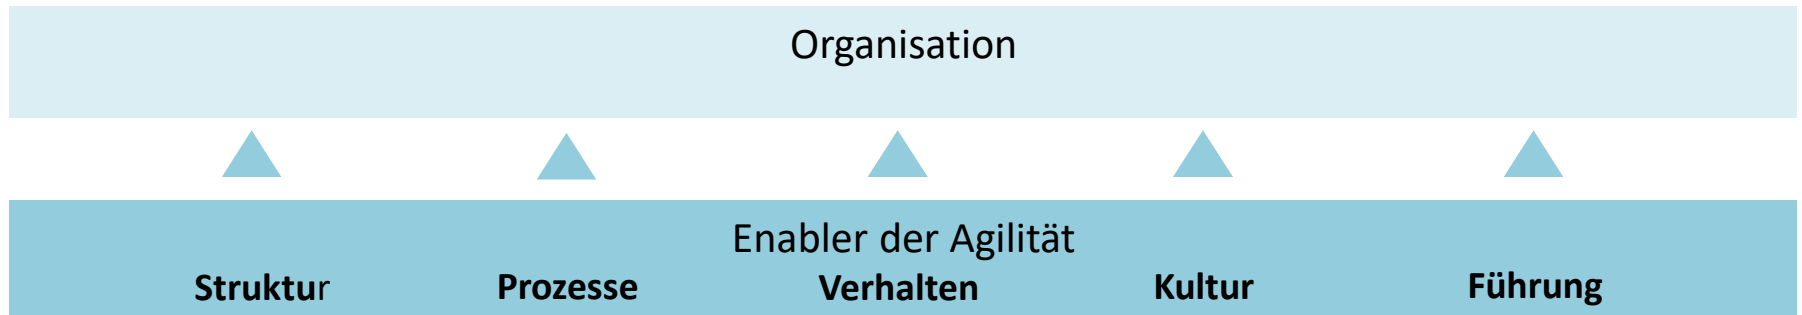 Organisation
Enabler der Agilität
Struktur Prozesse Verhalten Kultur Führung